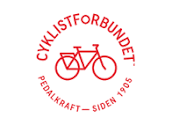 CYKLISTFORBUNDET
PEDALKRAFT — SIDEN 1905